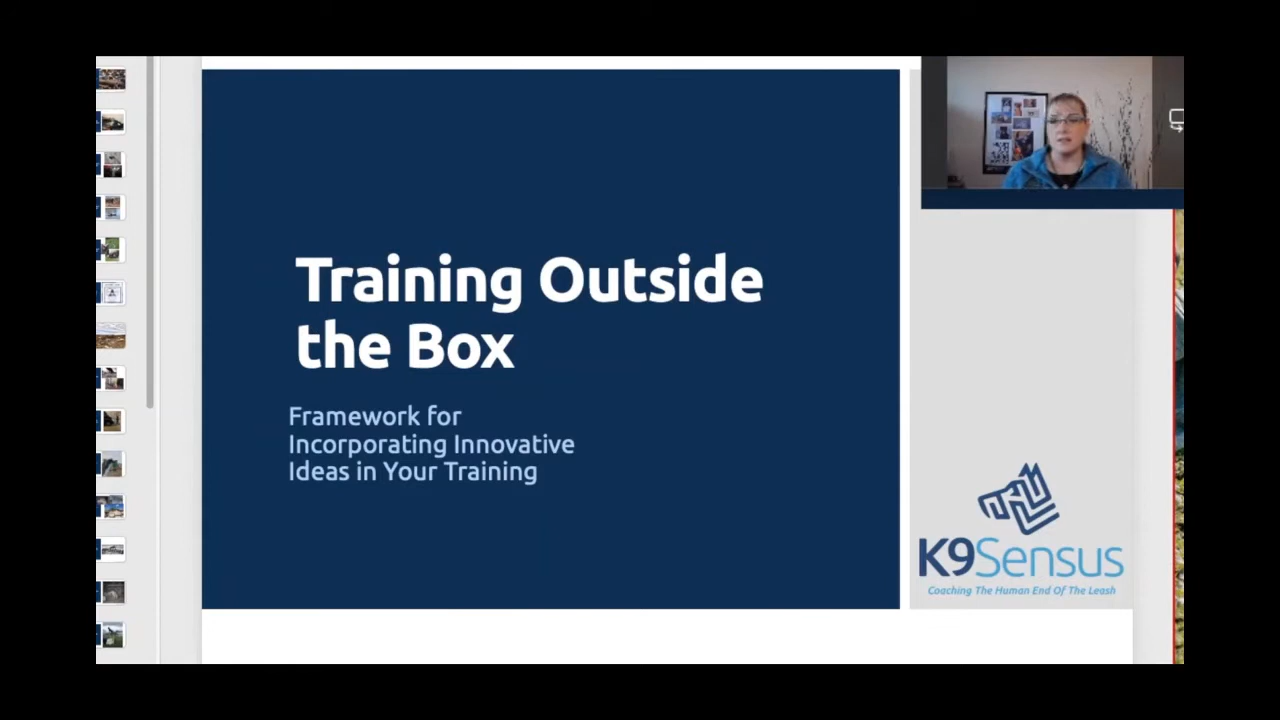 Training Outside
the Box
Framework for
Incorporating Innovative
Ideas in Your Training
K9Sensus
Coaching The Human End Of The Leash